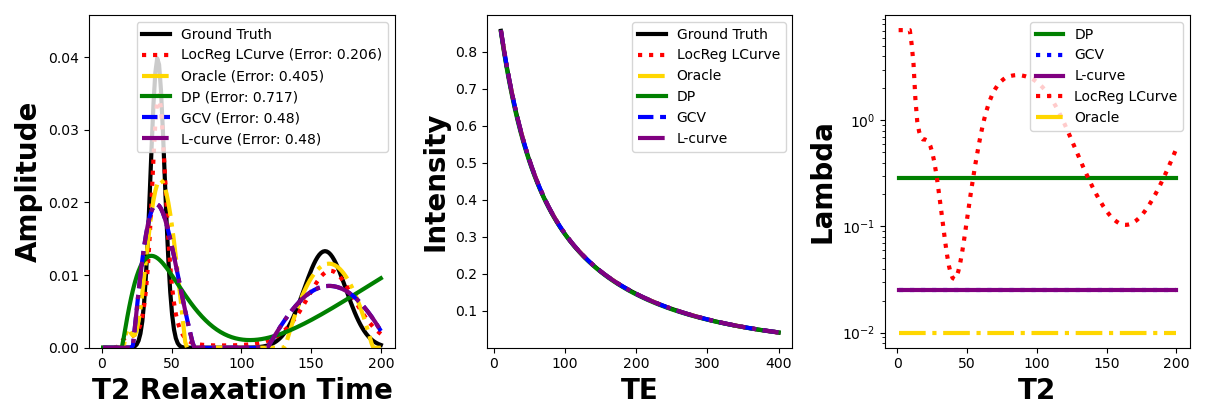 Amplitude
0.04
0.03
0.02
0.01
0.00
Ground Truth
LocReg LCurve (Error: 0.206)
Oracle (Error: 0.405)
DP (Error: 0.717)
GCV (Error: 0.48)
L-curve (Error: 0.48)
0 50 100 150 200
T2 Relaxation Time
Intensity
0.8
0.7
0.6
0.5
0.4
0.3
0.2
0.1
Ground Truth
LocReg LCurve
Oracle
DP
GCV
L-curve
0 100 200 300 400
TE
Lambda
10⁰
10⁻¹
10⁻²
DP
GCV
L-curve
LocReg LCurve
Oracle
0 50 100 150 200
T2